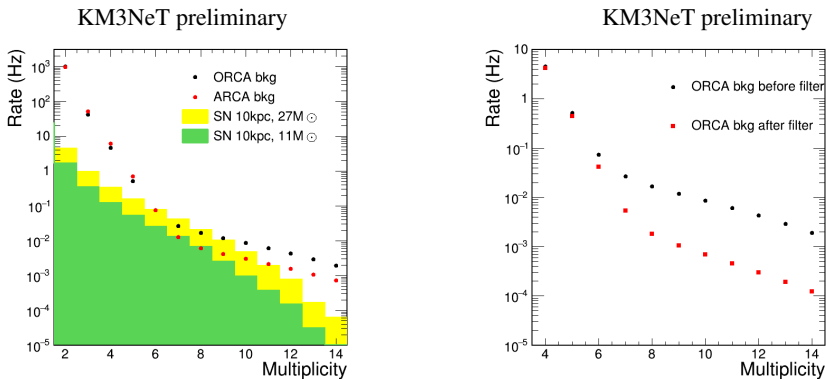 KM3NeT preliminary
Rate (Hz)
10³
10²
10
1
10⁻¹
10⁻²
10⁻³
10⁻⁴
10⁻⁵
ORCA bkg
ARCA bkg
SN 10kpc, 27M ⊙
SN 10kpc, 11M ⊙
2 4 6 8 10 12 14
Multiplicity
KM3NeT preliminary
Rate (Hz)
10
1
10⁻¹
10⁻²
10⁻³
10⁻⁴
10⁻⁵
ORCA bkg before filter
ORCA bkg after filter
4 6 8 10 12 14
Multiplicity